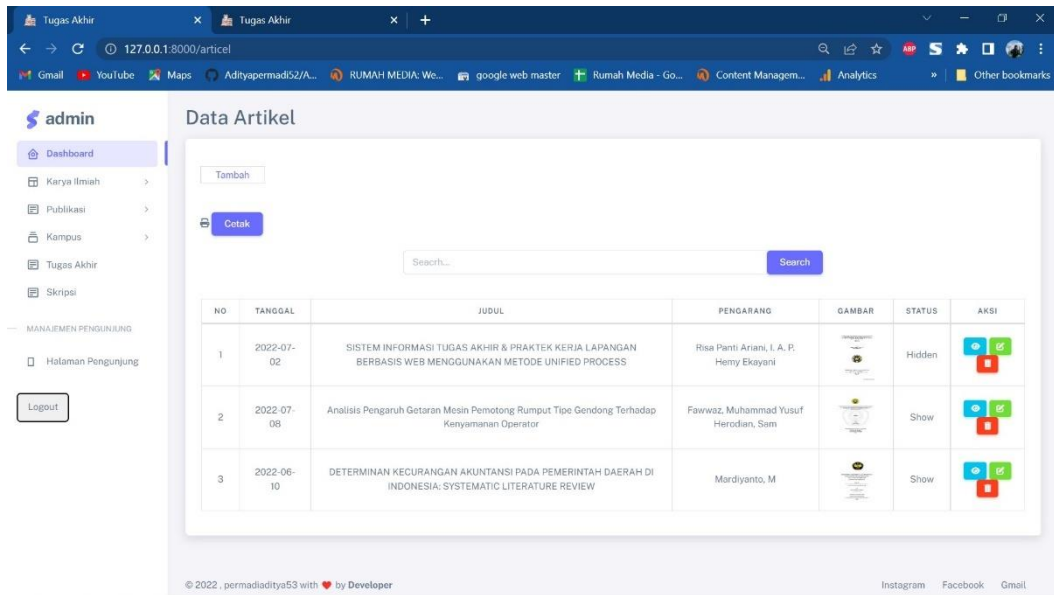 Tugas Akhir
Tugas Akhir
127.0.0.1:8000/articel
ABP
S
Gmail
YouTube
Maps
Adityapermadi52/A...
RUMAH MEDIA: We...
google web master
Rumah Media - Go...
Content Managem...
Analytics
»
Other bookmarks
admin
Data Artikel
Dashboard
Karya Ilmiah
Publikasi
Kampus
Tugas Akhir
Skripsi
MANAJEMEN PENGUNJUNG
Halaman Pengunjung
Logout
Tambah
Cetak
Seacrh...
Search
NO TANGGAL JUDUL PENGARANG GAMBAR STATUS AKSI
1 2022-07-02 SISTEM INFORMASI TUGAS AKHIR & PRAKTEK KERJA LAPANGAN
BERBASIS WEB MENGGUNAKAN METODE UNIFIED PROCESS
Risa Panti Ariani, I. A. P.
Hemy Ekayani
Hidden
2 2022-07-08 Analisis Pengaruh Getaran Mesin Pemotong Rumput Tipe Gendong Terhadap
Kenyamanan Operator
Fawwaz, Muhammad Yusuf
Herodian, Sam
Show
3 2022-06-10 DETERMINAN KECURANGAN AKUNTANSI PADA PEMERINTAH DAERAH DI
INDONESIA: SYSTEMATIC LITERATURE REVIEW
Mardiyanto, M
Show
© 2022 , permadiaditya53 with ❤️ by Developer
Instagram Facebook Gmail